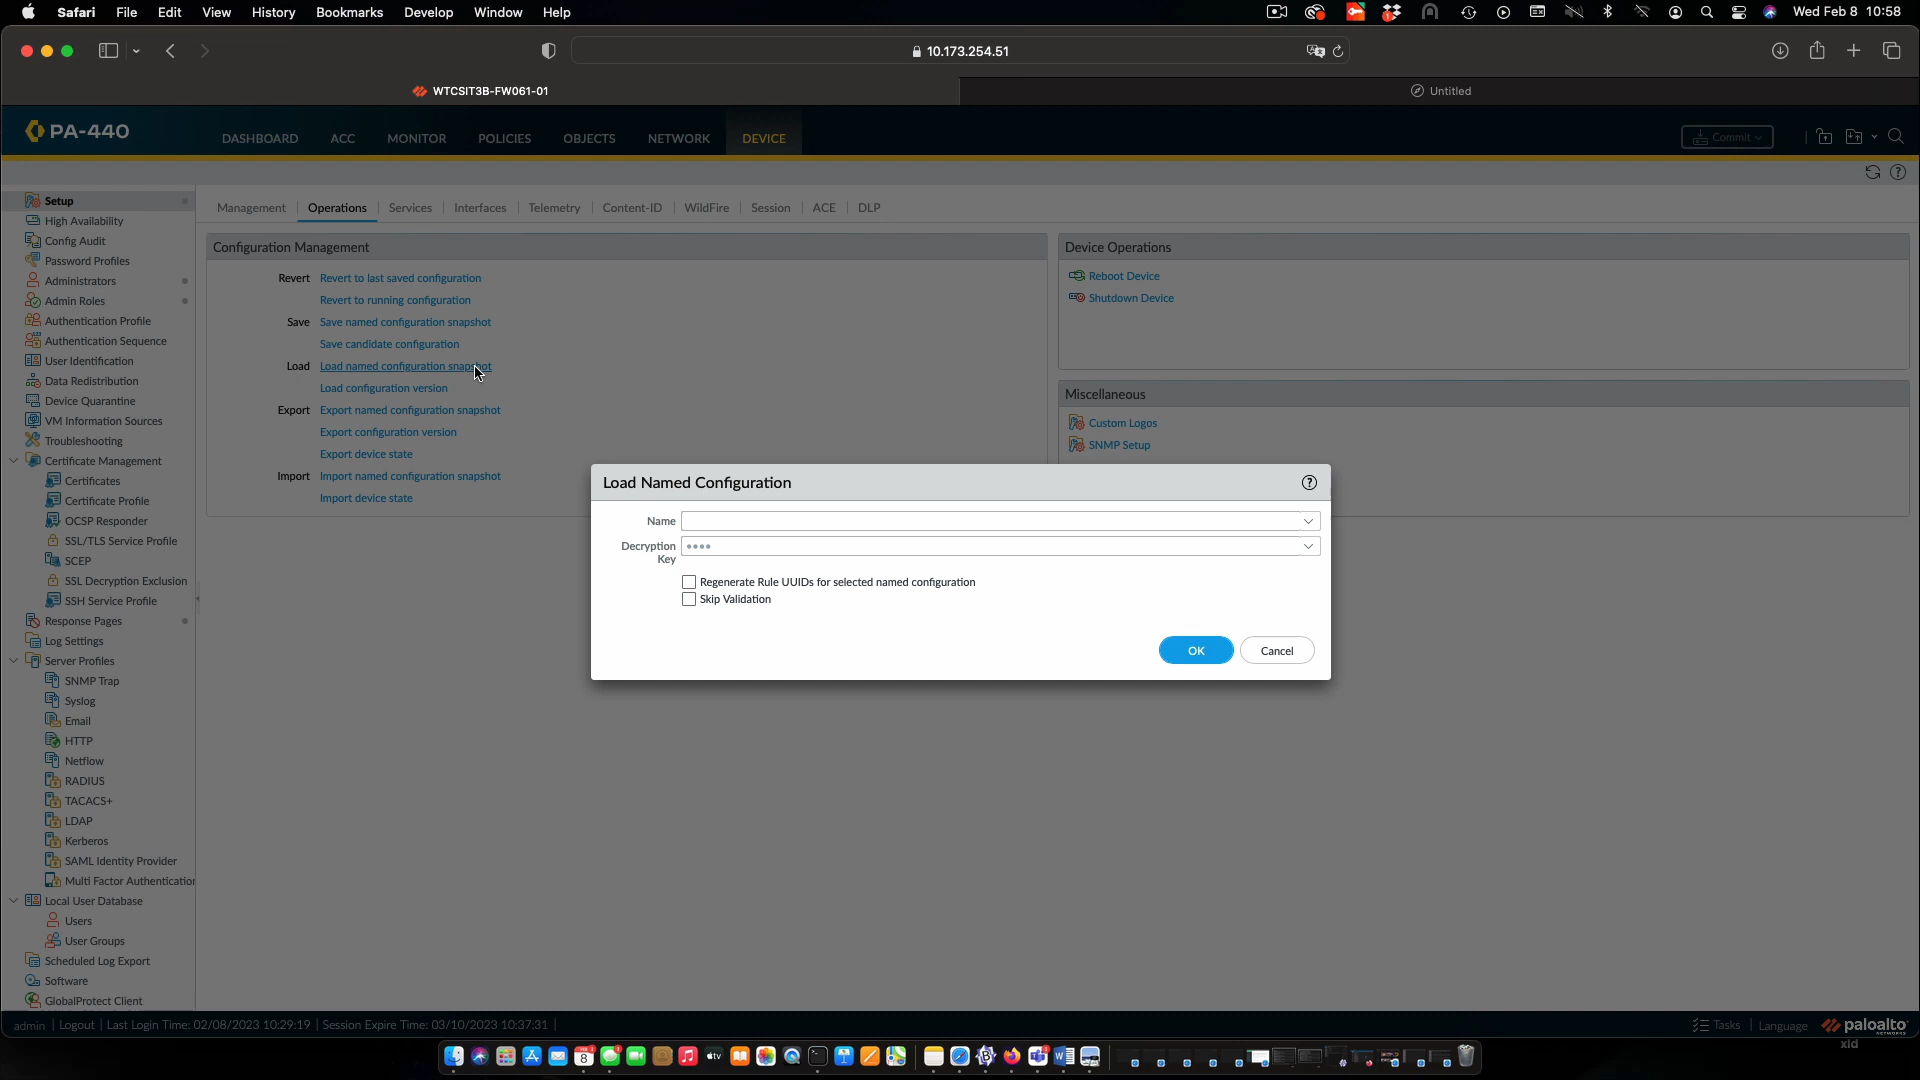 Safari File Edit View History Bookmarks Develop Window Help Wed Feb 8 10:58
10.173.254.51
WTCSIT3B-FW061-01
Untitled
PA-440
DASHBOARD ACC MONITOR POLICIES OBJECTS NETWORK DEVICE
Commit
Setup
High Availability
Config Audit
Password Profiles
Administrators
Admin Roles
Authentication Profile
Authentication Sequence
User Identification
Data Redistribution
Device Quarantine
VM Information Sources
Troubleshooting
Certificate Management
Certificates
Certificate Profile
OCSP Responder
SSL/TLS Service Profile
SCEP
SSL Decryption Exclusion
SSH Service Profile
Response Pages
Log Settings
Server Profiles
SNMP Trap
Syslog
Email
HTTP
Netflow
RADIUS
TACACS+
LDAP
Kerberos
SAML Identity Provider
Multi Factor Authentication
Local User Database
Users
User Groups
Scheduled Log Export
Software
GlobalProtect Client
Management Operations Services Interfaces Telemetry Content-ID WildFire Session ACE DLP
Configuration Management
Revert Revert to last saved configuration
Revert to running configuration
Save Save named configuration snapshot
Save candidate configuration
Load Load named configuration snapshot
Load configuration version
Export Export named configuration snapshot
Export configuration version
Export device state
Import Import named configuration snapshot
Import device state
Device Operations
Reboot Device
Shutdown Device
Miscellaneous
Custom Logos
SNMP Setup
Load Named Configuration
Name
Decryption
Key
Regenerate Rule UUIDs for selected named configuration
Skip Validation
OK Cancel
admin Logout Last Login Time: 02/08/2023 10:29:19 Session Expire Time: 03/10/2023 10:37:31
Tasks Language paloalto
NETWORKS
xld